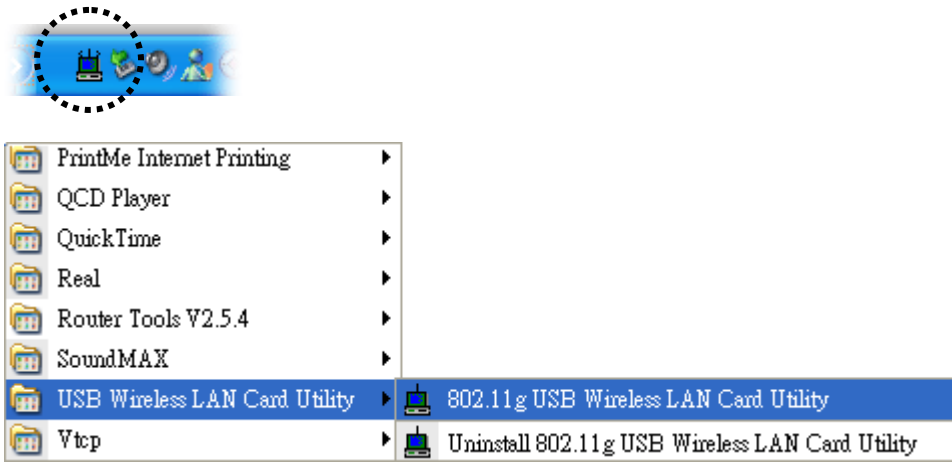 PrintMe Internet Printing
QCD Player
QuickTime
Real
Router Tools V2.5.4
SoundMAX
USB Wireless LAN Card Utility
802.11g USB Wireless LAN Card Utility
Vtcp
Uninstall 802.11g USB Wireless LAN Card Utility